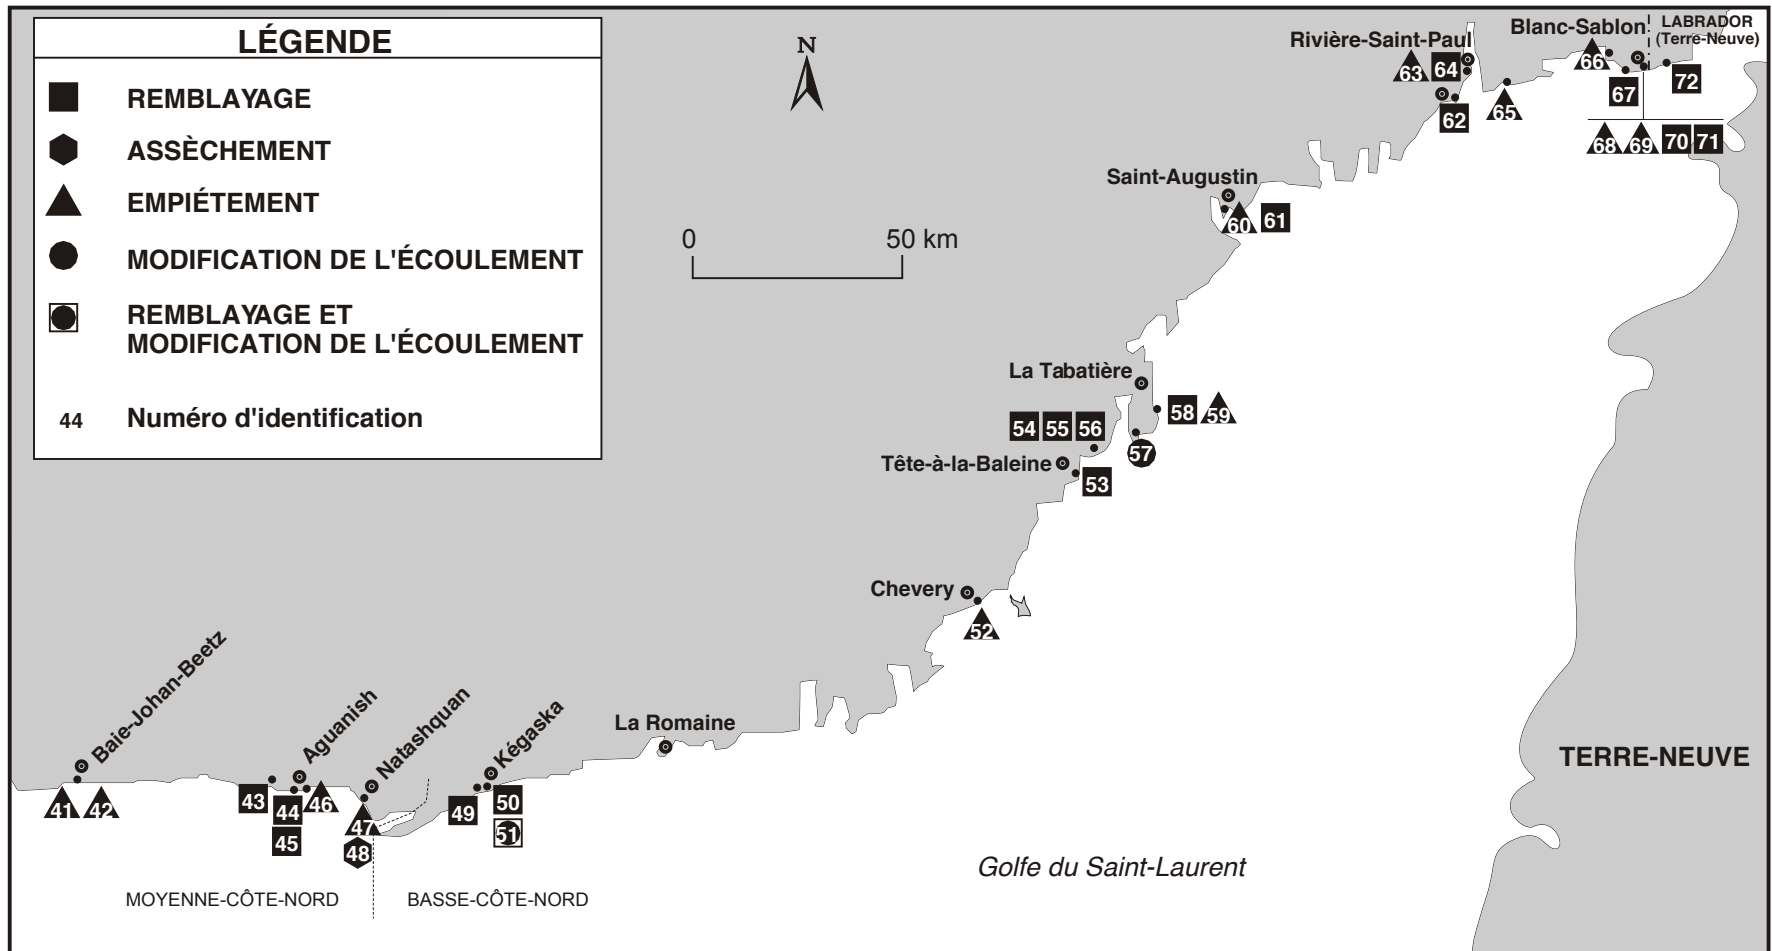 LÉGENDE
REMBLAYAGE
ASSÈCHEMENT
EMPIÉTEMENT
MODIFICATION DE L'ÉCOULEMENT
REMBLAYAGE ET
MODIFICATION DE L'ÉCOULEMENT
44 Numéro d'identification
N
0 50 km
Rivière-Saint-Paul
Blanc-Sablon
LABRADOR
(Terre-Neuve)
63 64
62
65
66
67
72
68 69 70 71
Saint-Augustin
60 61
La Tabatière
58 59
54 55 56
57
Tête-à-la-Baleine
53
Chevery
52
La Romaine
Baie-Johan-Beetz
Aguanish
Natashquan
Kégaska
41 42
43
44
45
46
47
48
49
50
51
TERRE-NEUVE
Golfe du Saint-Laurent
MOYENNE-CÔTE-NORD
BASSE-CÔTE-NORD